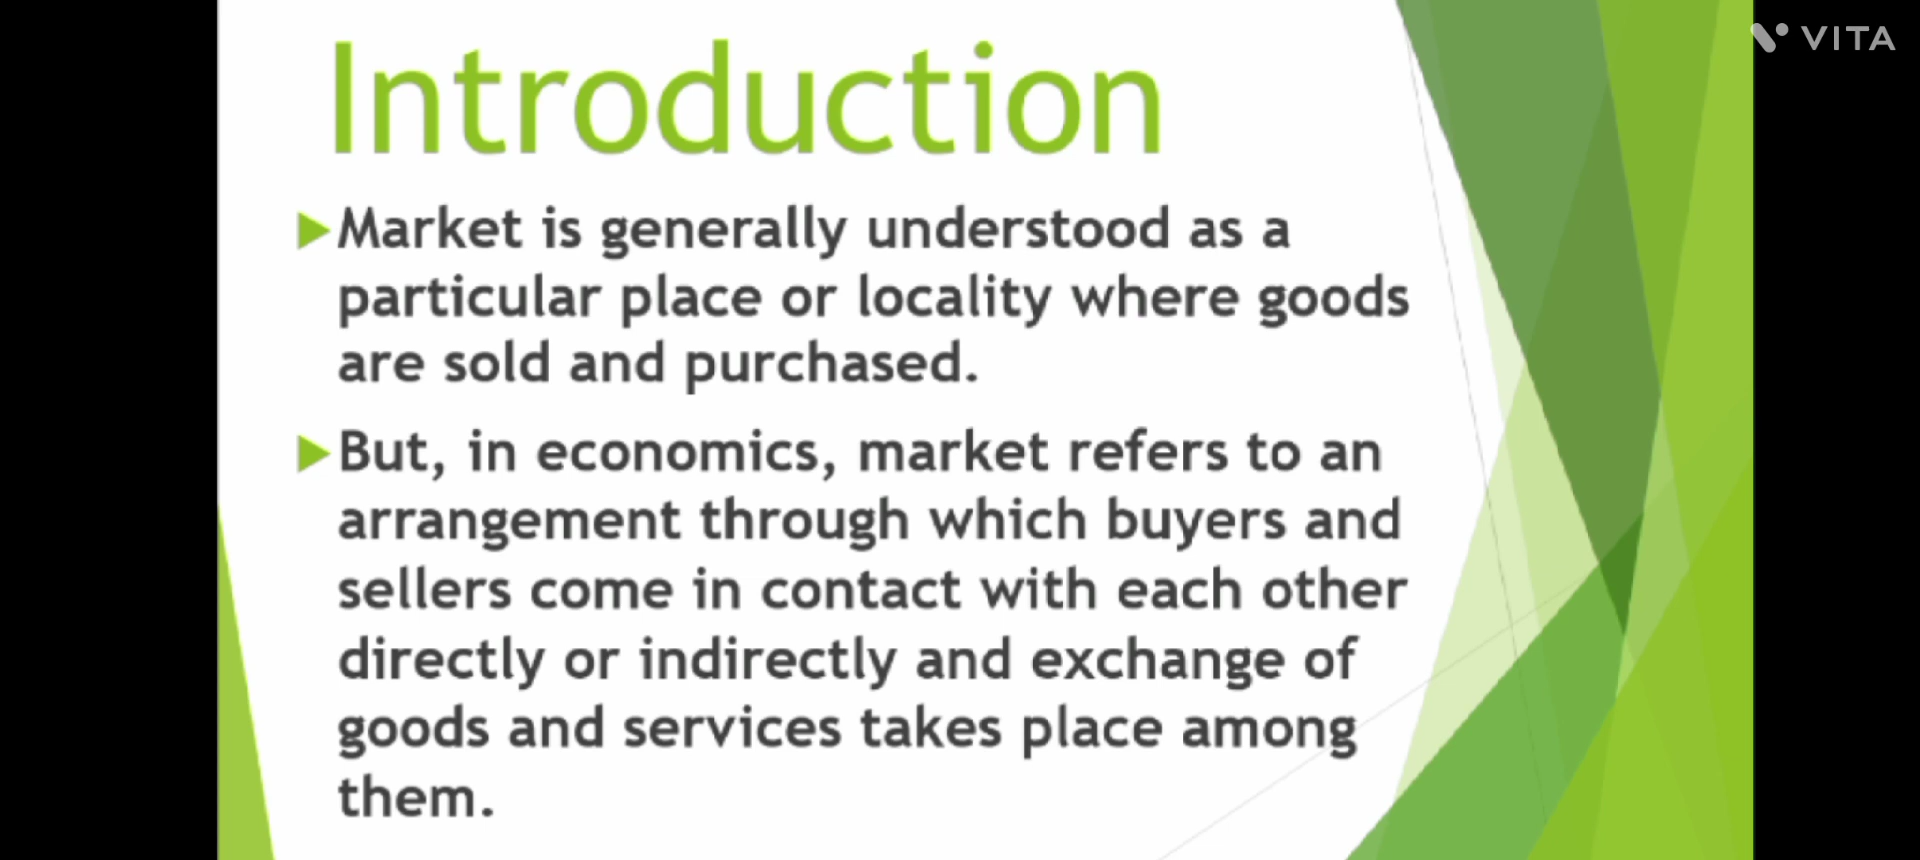 VITA
Introduction
Market is generally understood as a
particular place or locality where goods
are sold and purchased.
But, in economics, market refers to an
arrangement through which buyers and
sellers come in contact with each other
directly or indirectly and exchange of
goods and services takes place among
them.